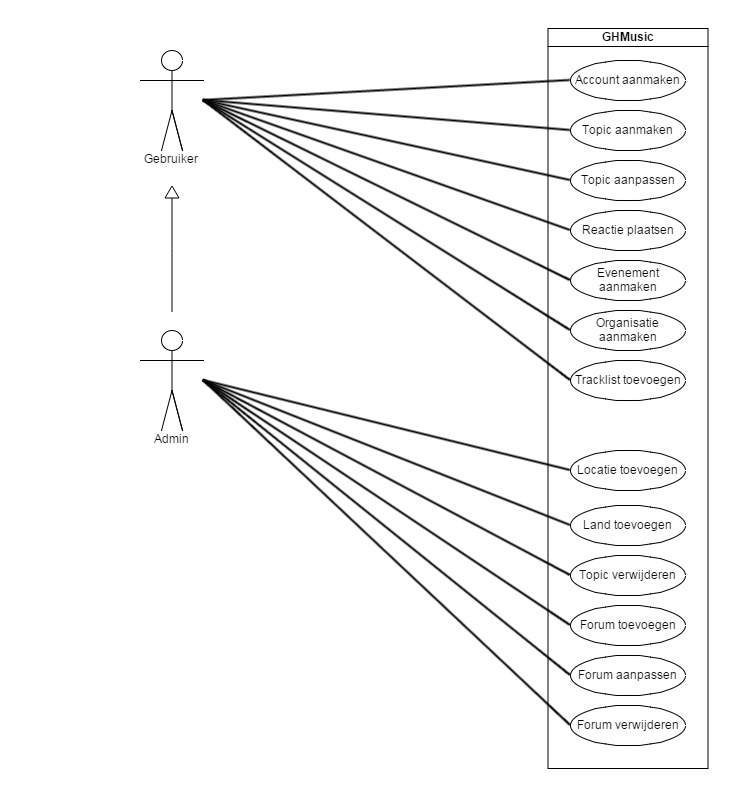 GHMusic
Account aanmaken
Topic aanmaken
Topic aanpassen
Reactie plaatsen
Evenement
aanmaken
Organisatie
aanmaken
Tracklist toevoegen
Gebruiker
Admin
Locatie toevoegen
Land toevoegen
Topic verwijderen
Forum toevoegen
Forum aanpassen
Forum verwijderen